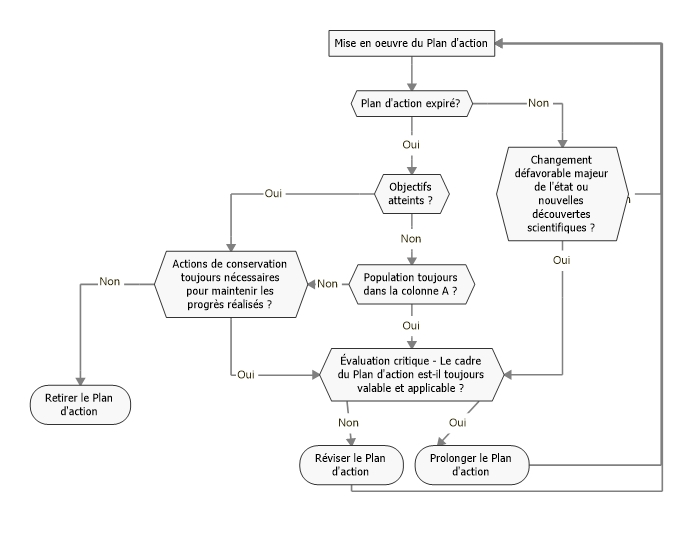 Mise en oeuvre du Plan d'action
Plan d'action expiré?
Non
Oui
Changement
défavorable majeur
de l'état ou
nouvelles
découvertes
scientifiques ?
Objectifs
atteints ?
Oui
Non
Oui
Actions de conservation
toujours nécessaires
pour maintenir les
progrès réalisés ?
Non
Non
Population toujours
dans la colonne A ?
Oui
Évaluation critique - Le cadre
du Plan d'action est-il toujours
valable et applicable ?
Oui
Retirer le Plan
d'action
Non
Oui
Réviser le Plan
d'action
Prolonger le Plan
d'action